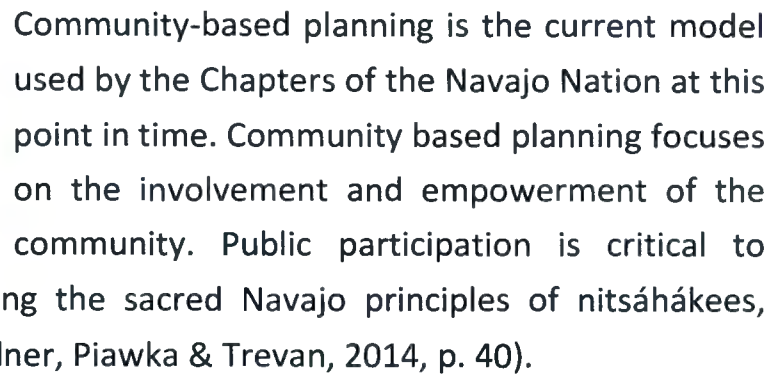 Community-based planning is the current model
used by the Chapters of the Navajo Nation at this
point in time. Community based planning focuses
on the involvement and empowerment of the
community. Public participation is critical to
the sacred Navajo principles of nitsáhákees,
Piawka & Trevan, 2014, p. 40).